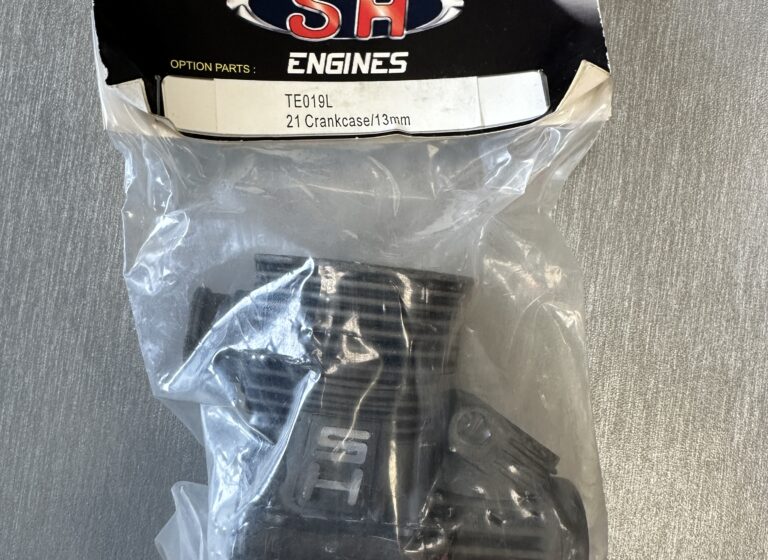 SH
ENGINES
OPTION PARTS :
TE019L
21 Crankcase/13mm
SH